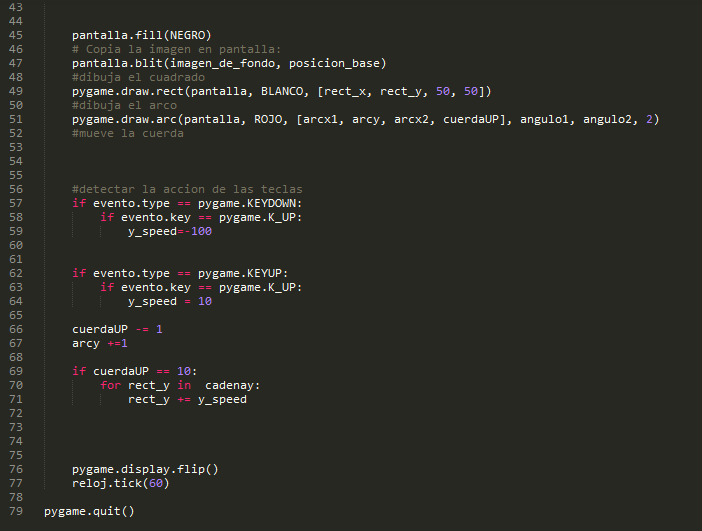 43
44
45 pantalla.fill(NEGRO)
46 # Copia la imagen en pantalla:
47 pantalla.blit(imagen_de_fondo, posicion_base)
48 #dibuja el cuadrado
49 pygame.draw.rect(pantalla, BLANCO, [rect_x, rect_y, 50, 50])
50 #dibuja el arco
51 pygame.draw.arc(pantalla, ROJO, [arcx1, arcy, arcx2, cuerdaUP], angulo1, angulo2, 2)
52 #mueve la cuerda
53
54
55
56 #detectar la accion de las teclas
57 if evento.type == pygame.KEYDOWN:
58 if evento.key == pygame.K_UP:
59 y_speed=-100
60
61
62 if evento.type == pygame.KEYUP:
63 if evento.key == pygame.K_UP:
64 y_speed = 10
65
66 cuerdaUP -= 1
67 arcy +=1
68
69 if cuerdaUP == 10:
70 for rect_y in  cadenay:
71 rect_y += y_speed
72
73
74
75
76 pygame.display.flip()
77 reloj.tick(60)
78
79 pygame.quit()